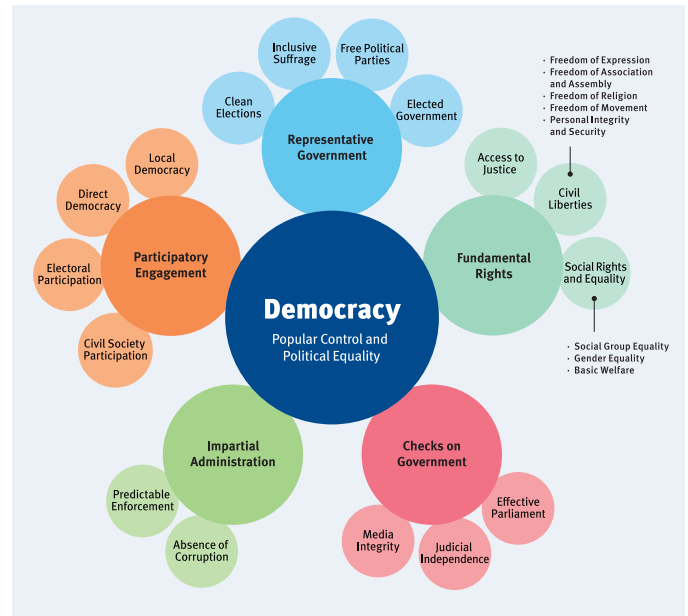 Inclusive
Suffrage
Free Political
Parties
Clean
Elections
Elected
Government
Representative
Government
· Freedom of Expression
· Freedom of Association
and Assembly
· Freedom of Religion
· Freedom of Movement
· Personal Integrity
and Security
Local
Democracy
Direct
Democracy
Electoral
Participation
Civil Society
Participation
Participatory
Engagement
Access to
Justice
Civil
Liberties
Social Rights
and Equality
Fundamental
Rights
· Social Group Equality
· Gender Equality
· Basic Welfare
Democracy
Popular Control and
Political Equality
Impartial
Administration
Predictable
Enforcement
Absence of
Corruption
Checks on
Government
Effective
Parliament
Media
Integrity
Judicial
Independence